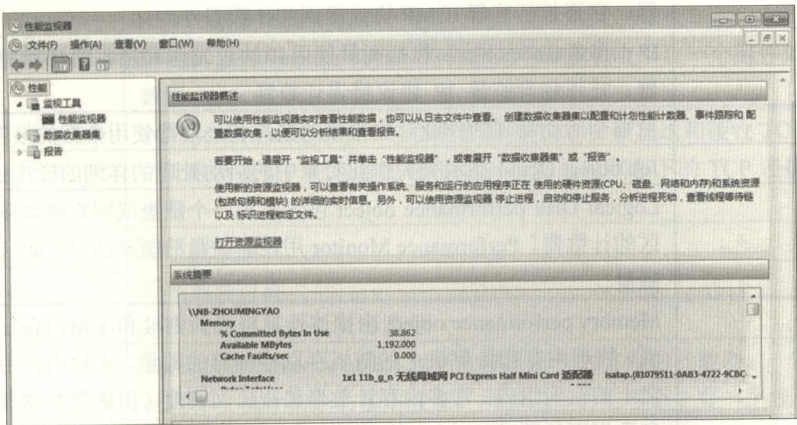 性能监视器
文件(F) 操作(A) 查看(V) 窗口(W) 帮助(H)
性能
监视工具
性能监视器
数据收集器集
报告
性能监视器概述
可以使用性能监视器实时查看性能数据，也可以从日志文件中查看。 创建数据收集器集以配置和计划性能计数器、事件跟踪和 配
置数据收集，以便可以分析结果和查看报告。
若要开始，请展开“监视工具”并单击“性能监视器”，或者展开“数据收集器集”或“报告”。
使用新的资源监视器，可以查看有关操作系统、服务和运行的应用程序正在 使用的硬件资源(CPU、磁盘、网络和内存)和系统资源
(包括句柄和模块) 的详细的实时信息。另外，可以使用资源监视器 停止进程，启动和停止服务，分析进程死锁，查看线程等待链
以及 标识进程锁定文件。
打开资源监视器
系统摘要
\\NB-ZHOUMINGYAO
Memory
% Committed Bytes In Use 38.862
Available MBytes 1,192.000
Cache Faults/sec 0.000
Network Interface 1x1 11b_g_n 无线局域网 PCI Express Half Mini Card 适配器 isatap.{81079511-0AB3-4722-9CBC-